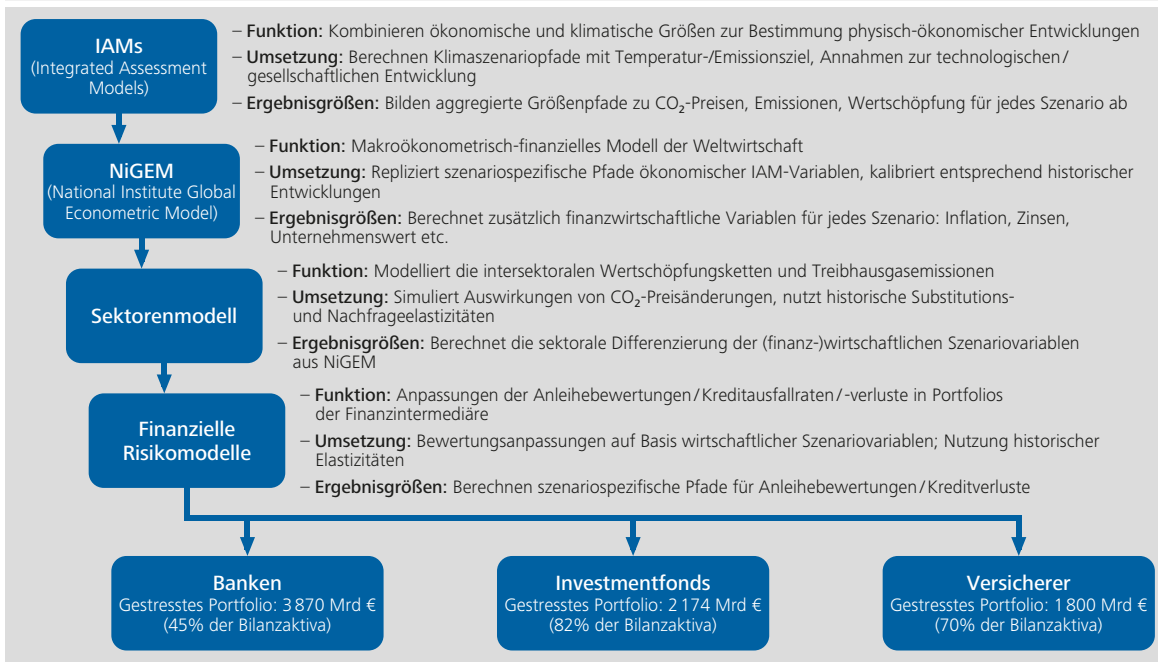 IAMs
(Integrated Assessment
Models)
– Funktion: Kombinieren ökonomische und klimatische Größen zur Bestimmung physisch-ökonomischer Entwicklungen
– Umsetzung: Berechnen Klimaszenariopfade mit Temperatur-/Emissionsziel, Annahmen zur technologischen/
gesellschaftlichen Entwicklung
– Ergebnisgrößen: Bilden aggregierte Größenpfade zu CO₂-Preisen, Emissionen, Wertschöpfung für jedes Szenario ab
NiGEM
(National Institute Global
Econometric Model)
– Funktion: Makroökonometrisch-finanzielles Modell der Weltwirtschaft
– Umsetzung: Repliziert szenariospezifische Pfade ökonomischer IAM-Variablen, kalibriert entsprechend historischer
Entwicklungen
– Ergebnisgrößen: Berechnet zusätzlich finanzwirtschaftliche Variablen für jedes Szenario: Inflation, Zinsen,
Unternehmenswert etc.
Sektorenmodell
– Funktion: Modelliert die intersektoralen Wertschöpfungsketten und Treibhausgasemissionen
– Umsetzung: Simuliert Auswirkungen von CO₂-Preisänderungen, nutzt historische Substitutions-
und Nachfrageelastizitäten
– Ergebnisgrößen: Berechnet die sektorale Differenzierung der (finanz-)wirtschaftlichen Szenariovariablen
aus NiGEM
Finanzielle
Risikomodelle
– Funktion: Anpassungen der Anleihebewertungen/Kreditausfallraten/-verluste in Portfolios
der Finanzintermediäre
– Umsetzung: Bewertungsanpassungen auf Basis wirtschaftlicher Szenariovariablen; Nutzung historischer
Elastizitäten
– Ergebnisgrößen: Berechnen szenariospezifische Pfade für Anleihebewertungen/Kreditverluste
Banken
Gestresstes Portfolio: 3 870 Mrd €
(45% der Bilanzaktiva)
Investmentfonds
Gestresstes Portfolio: 2 174 Mrd €
(82% der Bilanzaktiva)
Versicherer
Gestresstes Portfolio: 1 800 Mrd €
(70% der Bilanzaktiva)